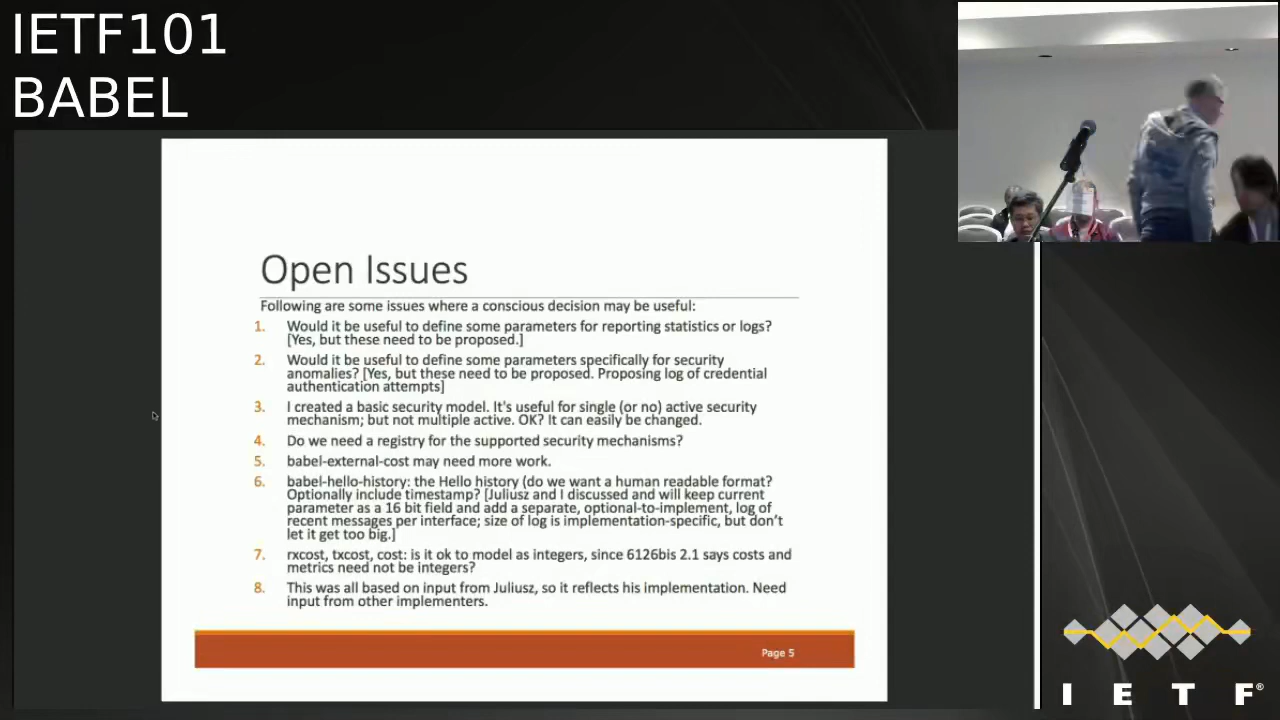 IETF101
BABEL
Open Issues
Following are some issues where a conscious decision may be useful:
1. Would it be useful to define some parameters for reporting statistics or logs?
[Yes, but these need to be proposed.]
2. Would it be useful to define some parameters specifically for security
anomalies? [Yes, but these need to be proposed. Proposing log of credential
authentication attempts]
3. I created a basic security model. It's useful for single (or no) active security
mechanism; but not multiple active. OK? It can easily be changed.
4. Do we need a registry for the supported security mechanisms?
5. babel-external-cost may need more work.
6. babel-hello-history: the Hello history (do we want a human readable format?
Optionally include timestamp? [Juliusz and I discussed and will keep current
parameter as a 16 bit field and add a separate, optional-to-implement, log of
recent messages per interface; size of log is implementation-specific, but don't
let it get too big.]
7. rxcost, txcost, cost: is it ok to model as integers, since 6126bis 2.1 says costs and
metrics need not be integers?
8. This was all based on input from Juliusz, so it reflects his implementation. Need
input from other implementers.
Page 5
I E T F®